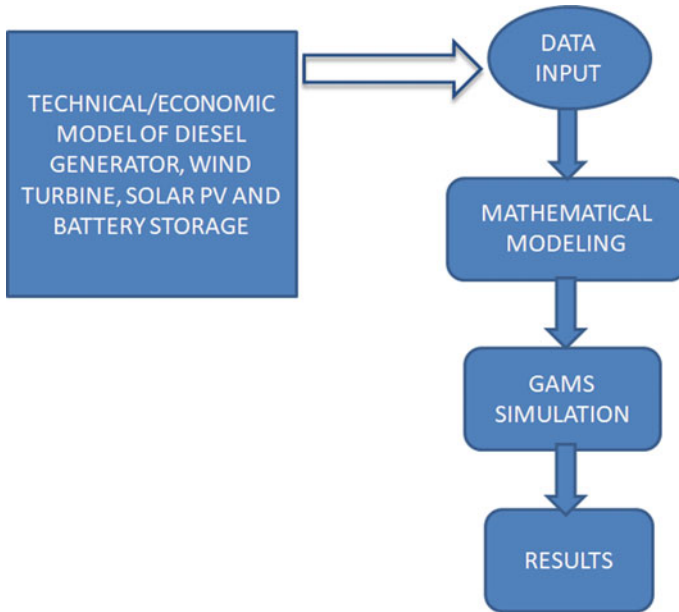 TECHNICAL/ECONOMIC
MODEL OF DIESEL
GENERATOR, WIND
TURBINE, SOLAR PV AND
BATTERY STORAGE
DATA
INPUT
MATHEMATICAL
MODELING
GAMS
SIMULATION
RESULTS